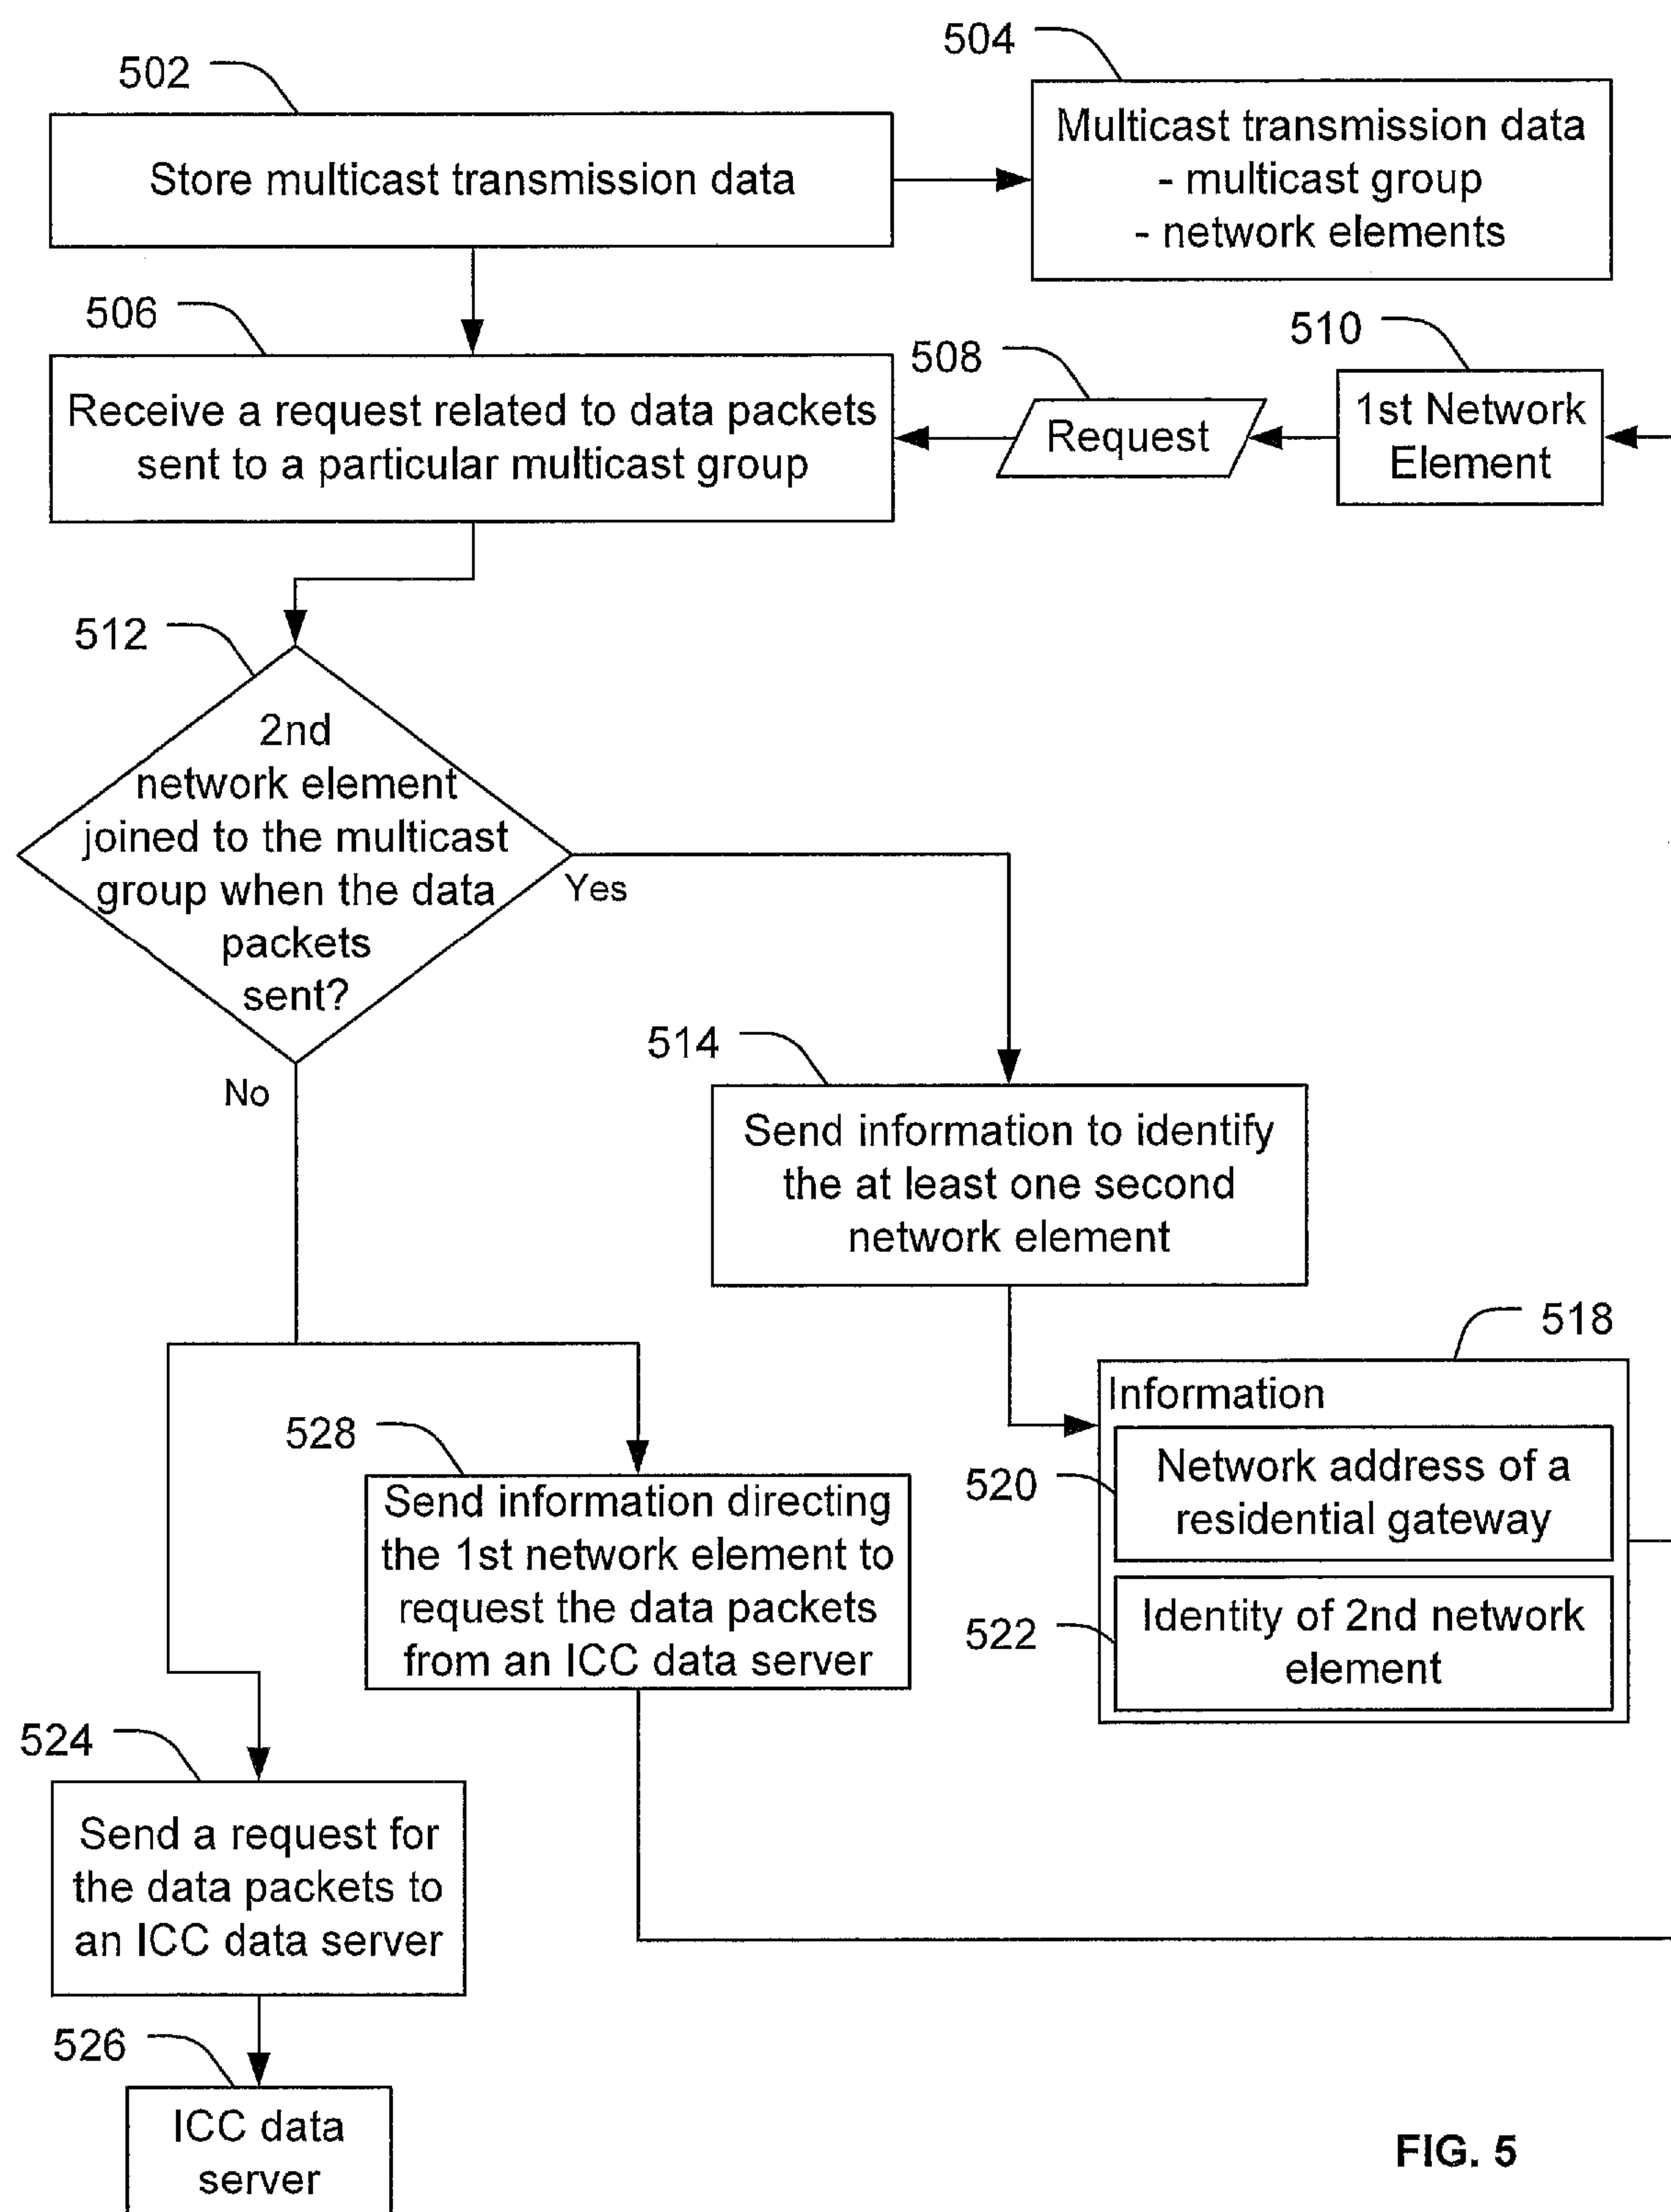 502
504
Store multicast transmission data
Multicast transmission data
- multicast group
- network elements
506
508
510
Receive a request related to data packets
sent to a particular multicast group
Request
1st Network
Element
512
2nd
network element
joined to the multicast
group when the data
packets
sent?
Yes
No
514
Send information to identify
the at least one second
network element
518
Information
520
Network address of a
residential gateway
522
Identity of 2nd network
element
528
Send information directing
the 1st network element to
request the data packets
from an ICC data server
524
Send a request for
the data packets to
an ICC data server
526
ICC data
server
FIG. 5